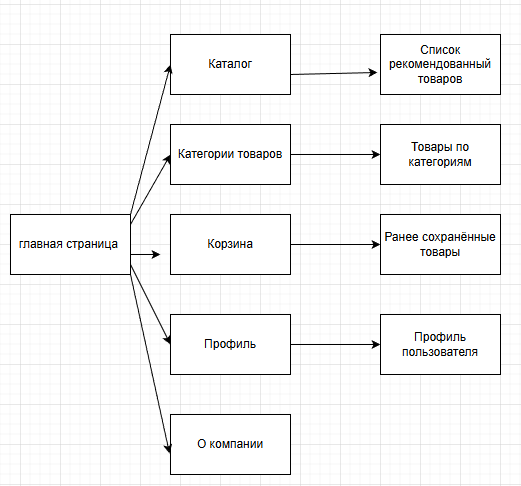 Каталог
Список
рекомендованный
товаров
Категории товаров
Товары по
категориям
главная страница
Корзина
Ранее сохранённые
товары
Профиль
Профиль
пользователя
О компании